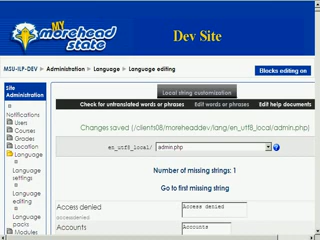 MY
morehead
state
Dev Site
MSU-ILP-DEV ► Administration ► Language ► Language editing
Blocks editing on
Site
Administration
Notifications
Users
Courses
Grades
Location
Language
Language
settings
Language
editing
Language
packs
Modules
Local string customization
Check for untranslated words or phrases
Edit words or phrases
Edit help documents
Changes saved (/clients08/moreheaddev/lang/en_utf8_local/admin.php)
en_utf8_local/ admin.php
Number of missing strings: 1
Go to first missing string
Access denied
accessdenied
Access denied
Accounts
Accounts